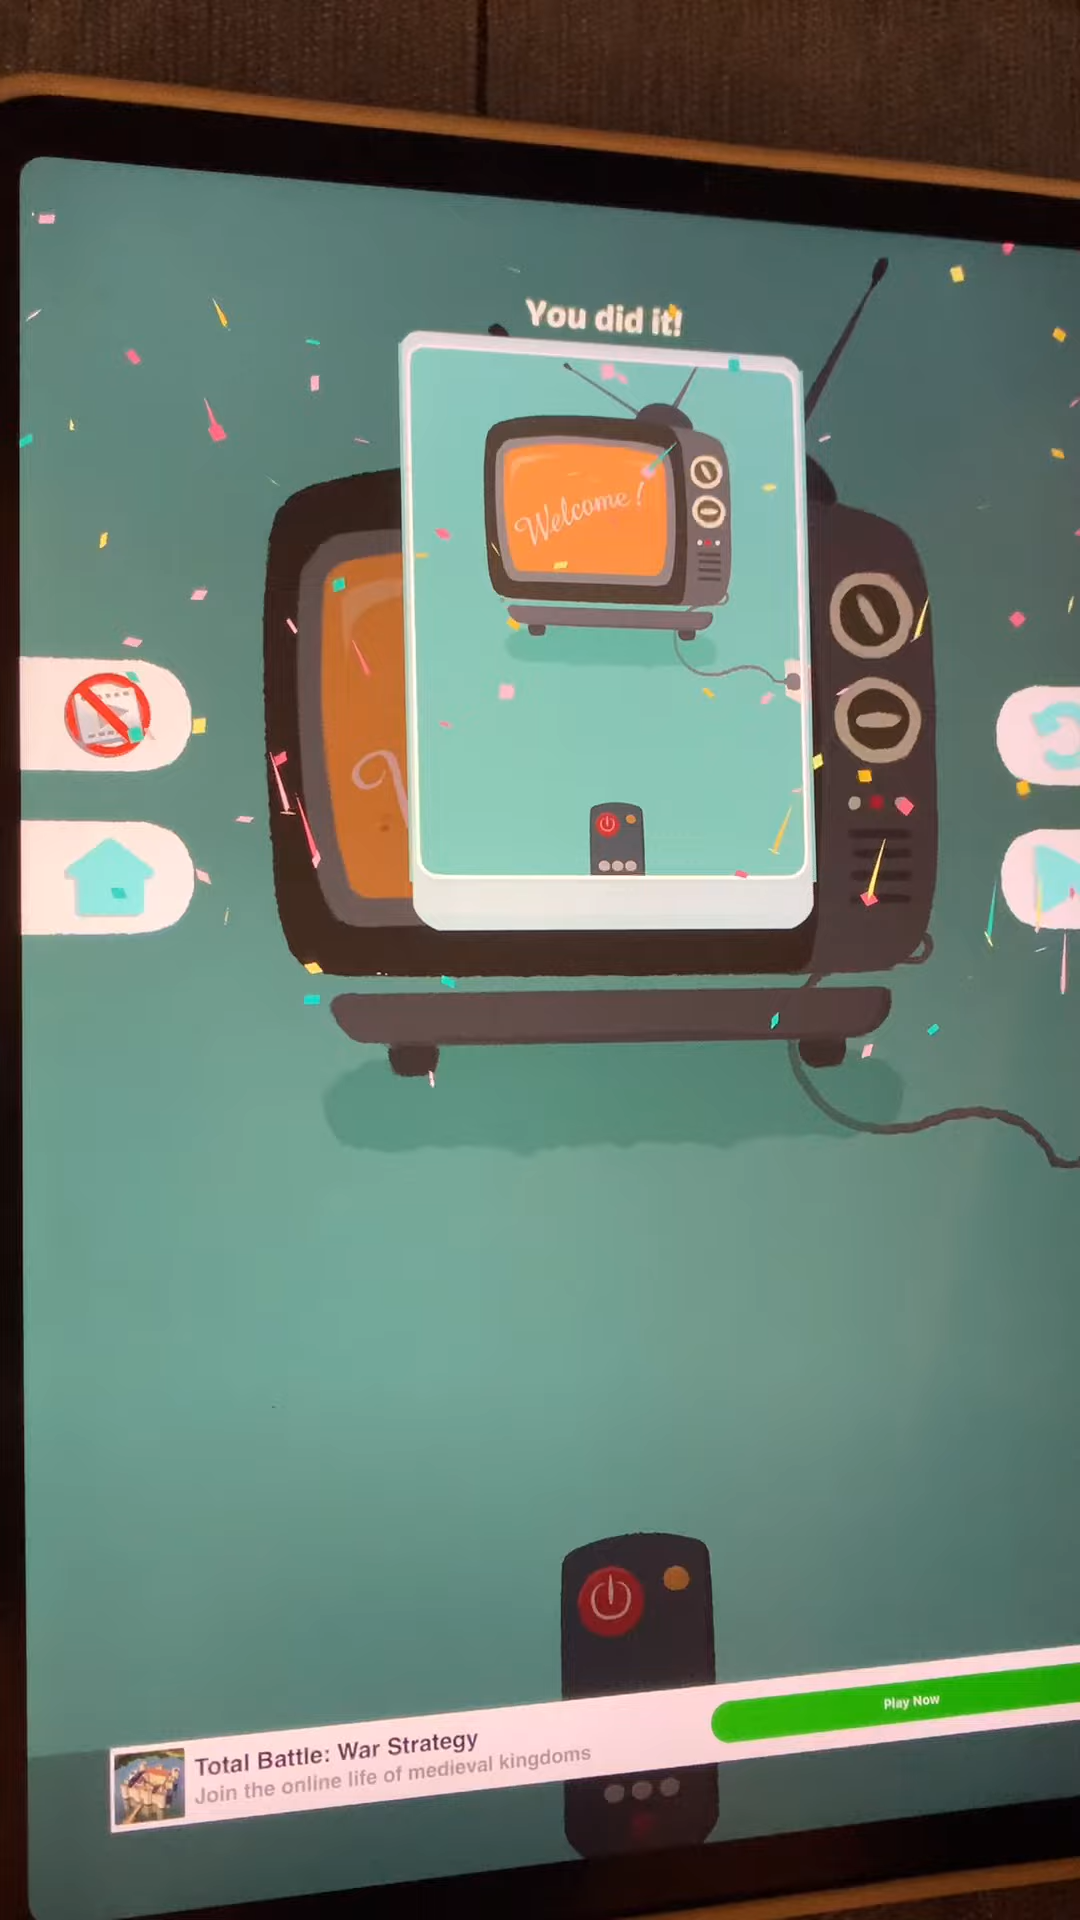 You did it!
Welcome!
Play Now
Total Battle: War Strategy
Join the online life of medieval kingdoms